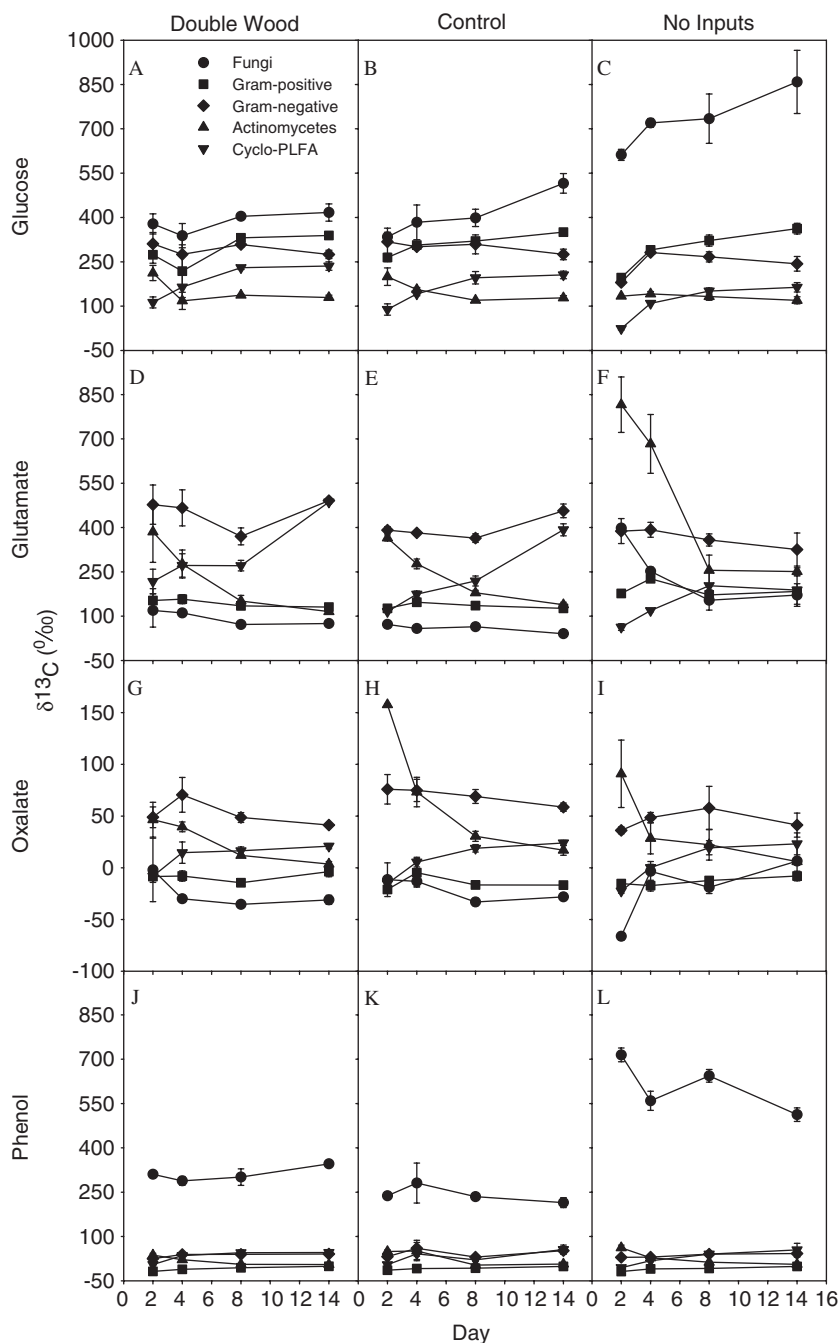 Double Wood Control No Inputs
1000
850
700
550
400
250
100
-50
Glucose
A
Fungi
Gram-positive
Gram-negative
Actinomycetes
Cyclo-PLFA
B
C
850
700
550
400
250
100
-50
Glutamate
D
E
F
δ13C (0/00)
150
100
50
0
-50
-100
Oxalate
G
H
I
850
700
550
400
250
100
-50
Phenol
J
K
L
0 2 4 6 8 10 12 14 0 2 4 6 8 10 12 14 0 2 4 6 8 10 12 14 16
Day